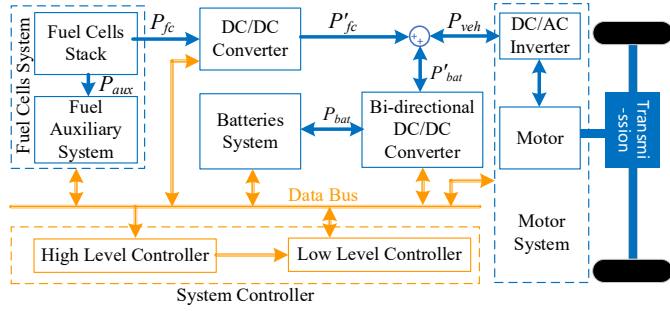 Fuel Cells System
Fuel Cells
Stack
P_fc
DC/DC
Converter
P'_fc
+
+
P_veh
DC/AC
Inverter
P_aux
P'_bat
Fuel
Auxiliary
System
Batteries
System
P_bat
Bi-directional
DC/DC
Converter
Motor
Transmi
-ssion
Data Bus
High Level Controller
Low Level Controller
Motor
System
System Controller